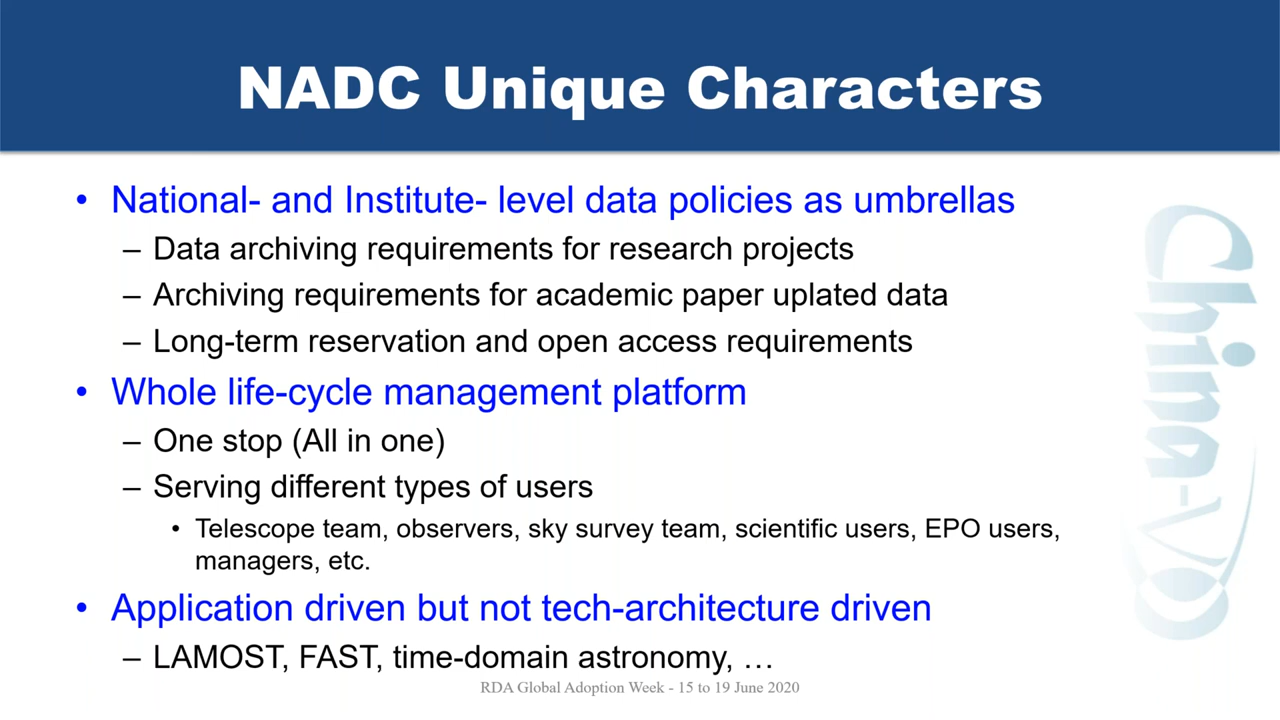 NADC Unique Characters
• National- and Institute- level data policies as umbrellas
– Data archiving requirements for research projects
– Archiving requirements for academic paper uplated data
– Long-term reservation and open access requirements
• Whole life-cycle management platform
– One stop (All in one)
– Serving different types of users
• Telescope team, observers, sky survey team, scientific users, EPO users,
managers, etc.
• Application driven but not tech-architecture driven
– LAMOST, FAST, time-domain astronomy, …
RDA Global Adoption Week - 15 to 19 June 2020
China-VO